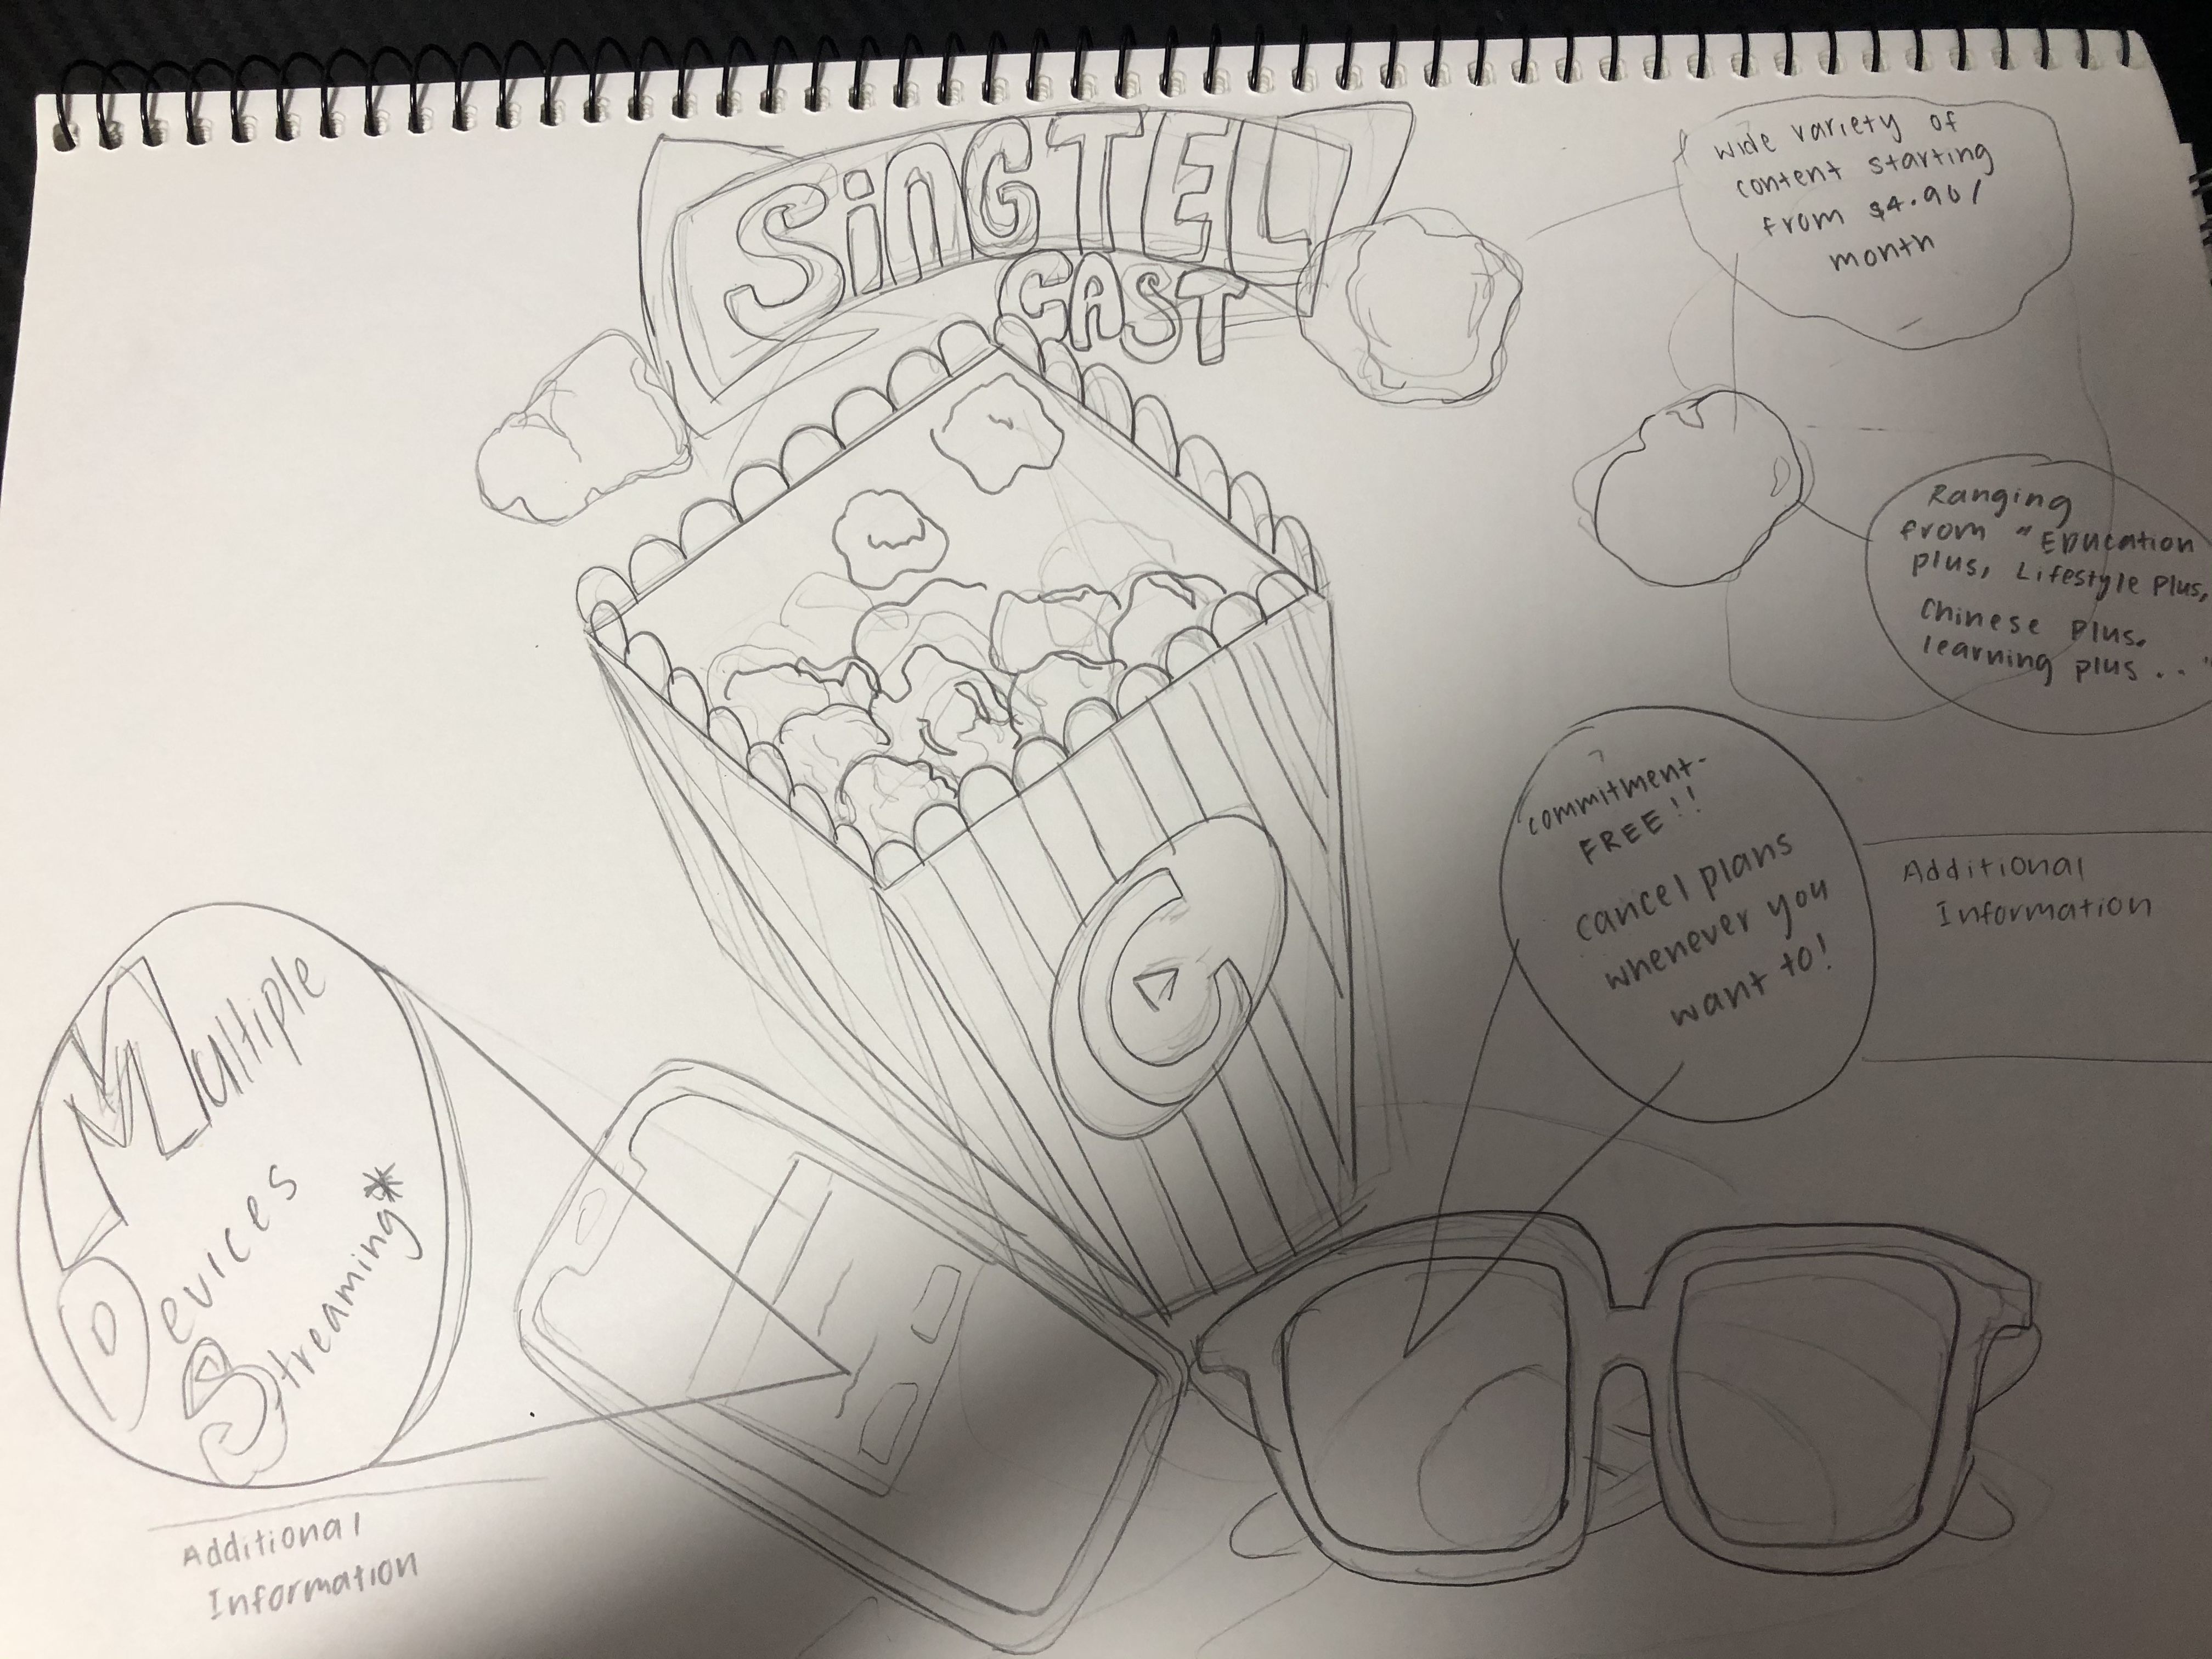 SiNGTEL
CAST
wide variety of
content starting
from $4.90/
month
Ranging
from "Education
plus, Lifestyle Plus,
Chinese Plus.
learning plus .. "
commitment-
FREE!!
cancel plans
whenever you
want to!
Additional
Information
Multiple
Devices
Streaming*
Additional
Information